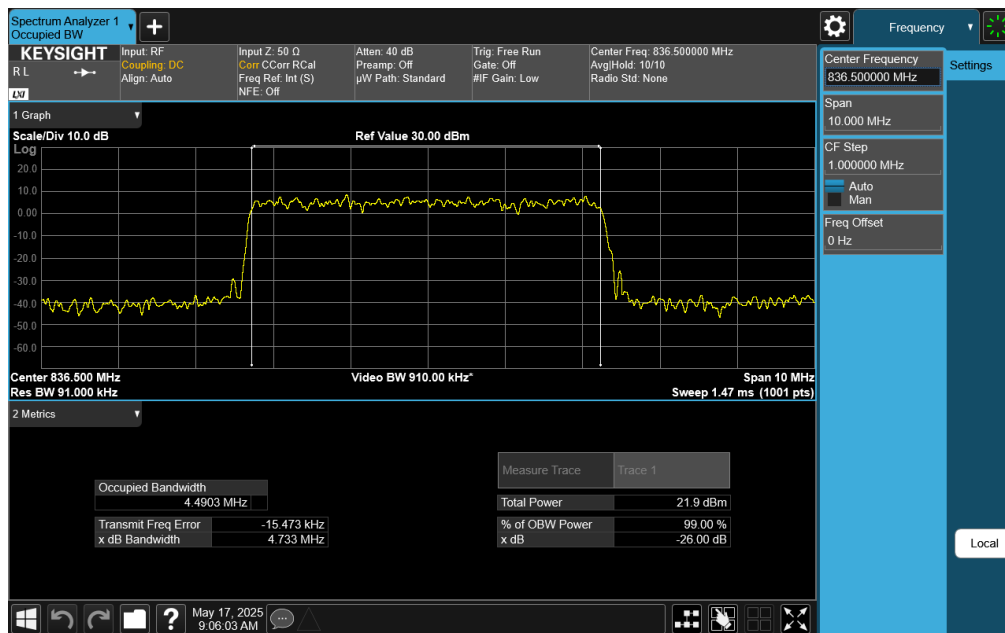 Spectrum Analyzer 1
Occupied BW
+
Frequency
KEYSIGHT
R L
LXI
Input: RF
Coupling: DC
Align: Auto
Input Z: 50 Ω
Corr CCorr RCal
Freq Ref: Int (S)
NFE: Off
Atten: 40 dB
Preamp: Off
µW Path: Standard
Trig: Free Run
Gate: Off
#IF Gain: Low
Center Freq: 836.500000 MHz
Avg|Hold: 10/10
Radio Std: None
Center Frequency
836.500000 MHz
Settings
Span
10.000 MHz
CF Step
1.000000 MHz
Auto
Man
Freq Offset
0 Hz
Local
1 Graph
Scale/Div 10.0 dB
Ref Value 30.00 dBm
Log
20.0
10.0
0.00
-10.0
-20.0
-30.0
-40.0
-50.0
-60.0
Center 836.500 MHz
Video BW 910.00 kHz*
Span 10 MHz
Res BW 91.000 kHz
Sweep 1.47 ms (1001 pts)
2 Metrics
Measure Trace Trace 1
Occupied Bandwidth
4.4903 MHz
Total Power 21.9 dBm
Transmit Freq Error -15.473 kHz
% of OBW Power 99.00 %
x dB Bandwidth 4.733 MHz
x dB -26.00 dB
?
May 17, 2025
9:06:03 AM